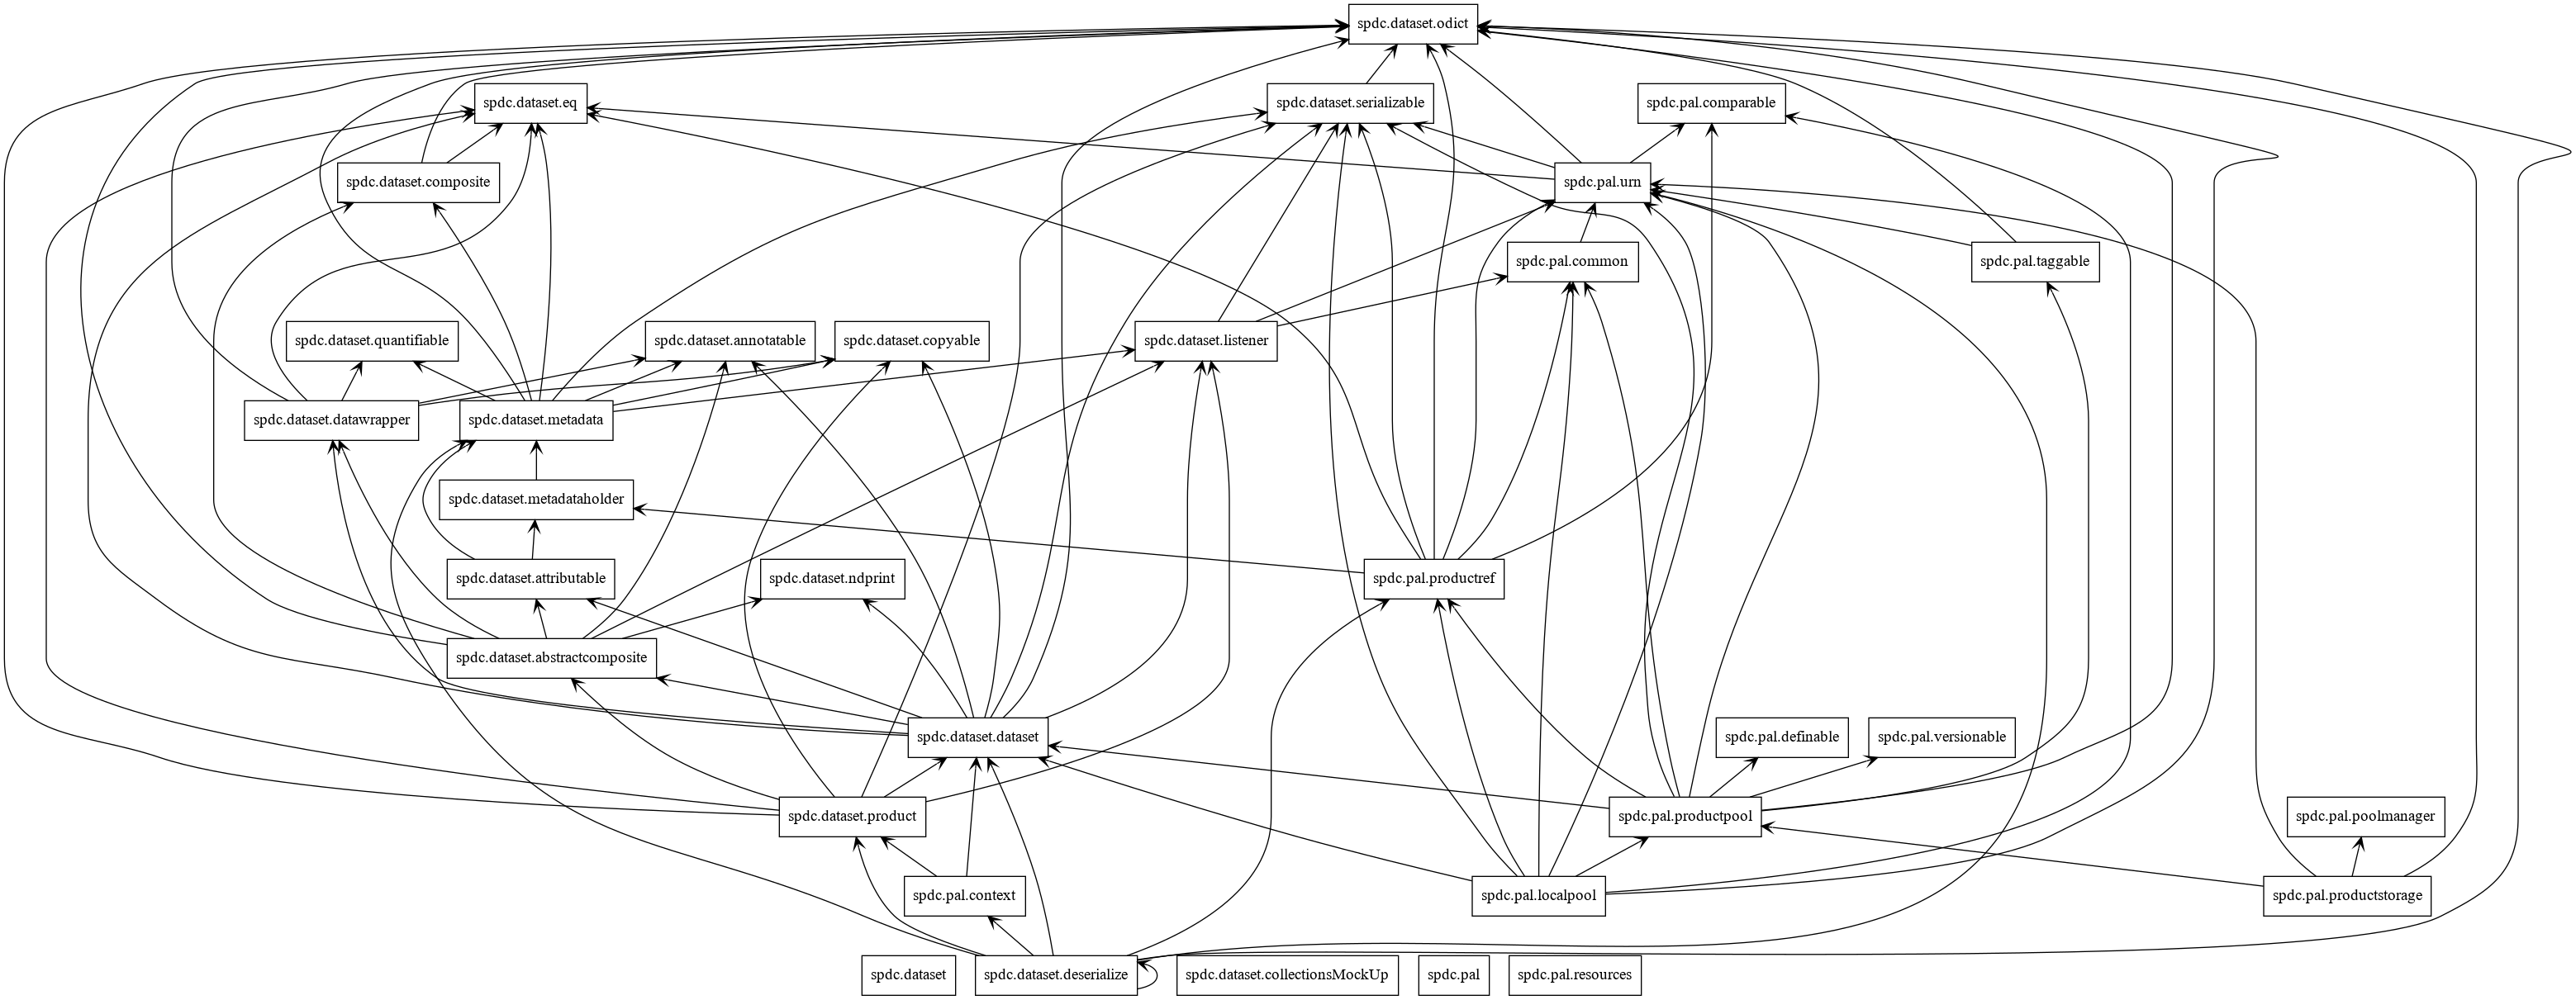 spdc.dataset.odict
spdc.dataset.eq
spdc.dataset.serializable
spdc.pal.comparable
spdc.dataset.composite
spdc.pal.urn
spdc.pal.common
spdc.pal.taggable
spdc.dataset.quantifiable
spdc.dataset.annotatable
spdc.dataset.copyable
spdc.dataset.listener
spdc.dataset.datawrapper
spdc.dataset.metadata
spdc.dataset.metadataholder
spdc.dataset.attributable
spdc.dataset.ndprint
spdc.pal.productref
spdc.dataset.abstractcomposite
spdc.dataset.dataset
spdc.pal.definable
spdc.pal.versionable
spdc.dataset.product
spdc.pal.productpool
spdc.pal.poolmanager
spdc.pal.context
spdc.pal.localpool
spdc.pal.productstorage
spdc.dataset
spdc.dataset.deserialize
spdc.dataset.collectionsMockUp
spdc.pal
spdc.pal.resources